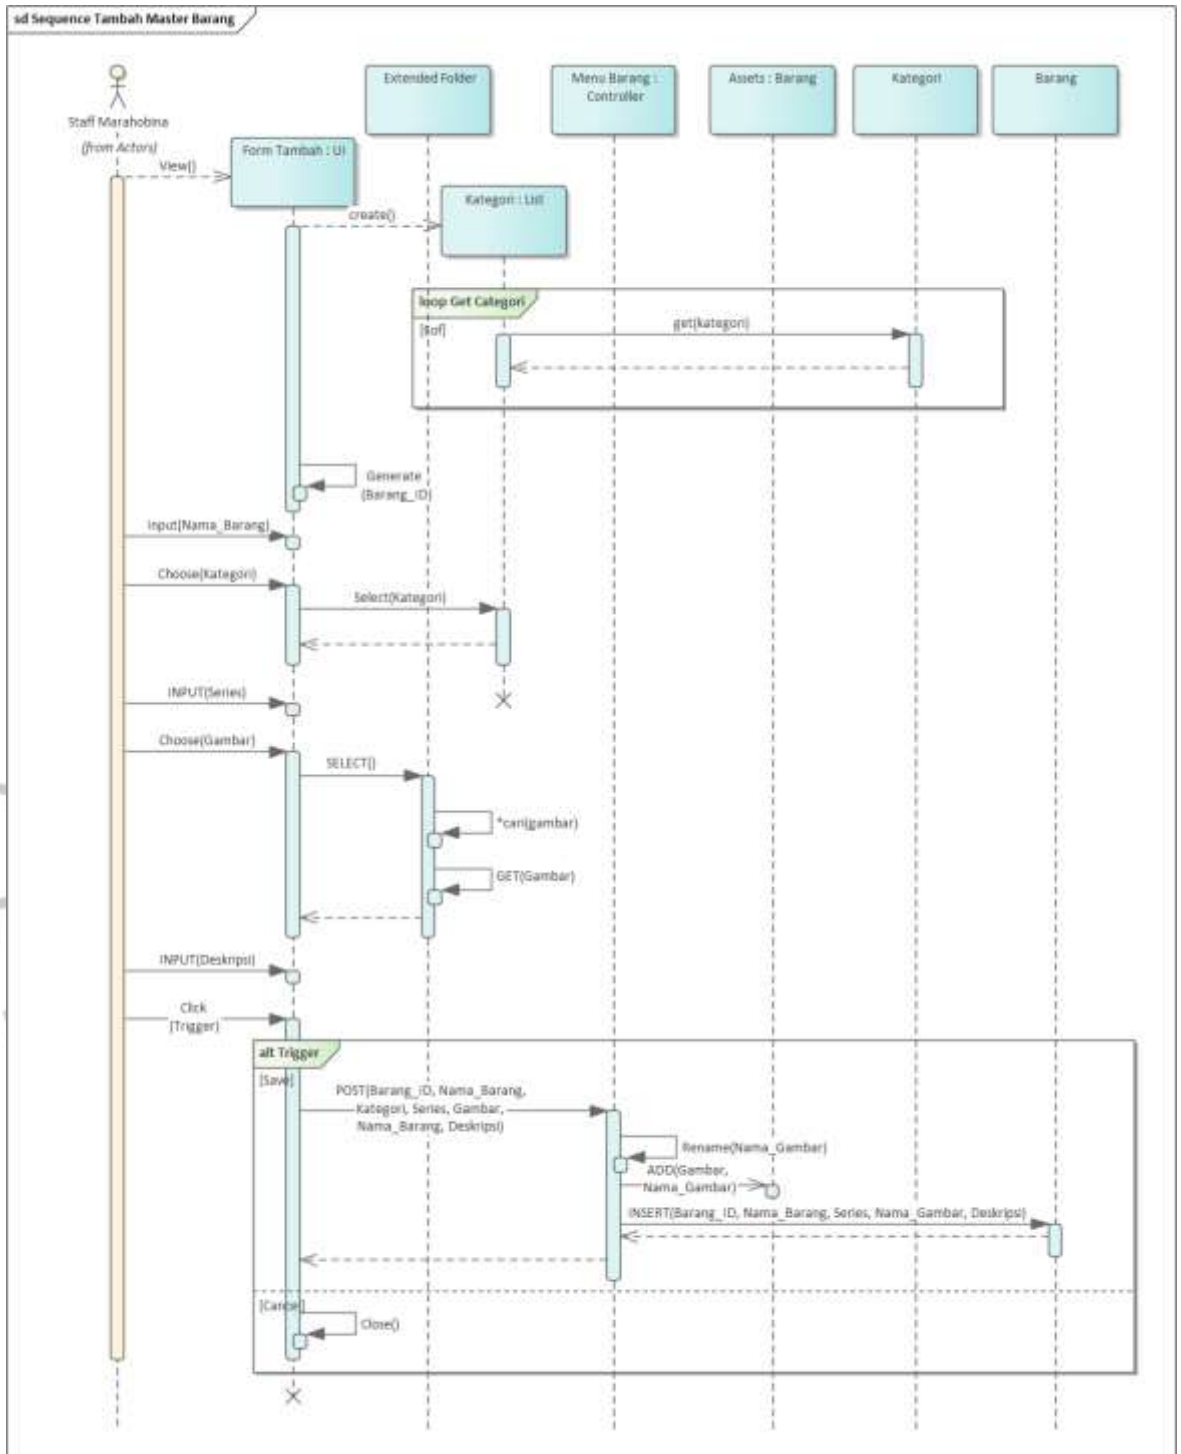 sd Sequence Tambah Master Barang
Staff Marahobina
(from Actors)
Extended Folder
Menu Barang :
Controller
Assets : Barang
Kategori
Barang
Form Tambah : UI
View()
Kategori : List
create()
loop Get Categori
get(kategori)
Generate
(Barang_ID)
Input(Nama_Barang)
Choose(Kategori)
Select(Kategori)
INPUT(Series)
Choose(Gambar)
SELECT()
*cari(gambar)
GET(Gambar)
INPUT(Deskripsi)
Click
(Trigger)
alt Trigger
[Save]
POST(Barang_ID, Nama_Barang,
Kategori, Series, Gambar,
Nama_Barang, Deskripsi)
Rename(Nama_Gambar)
ADD(Gambar,
Nama_Gambar)
INSERT(Barang_ID, Nama_Barang, Series, Nama_Gambar, Deskripsi)
[Cancel]
Close()